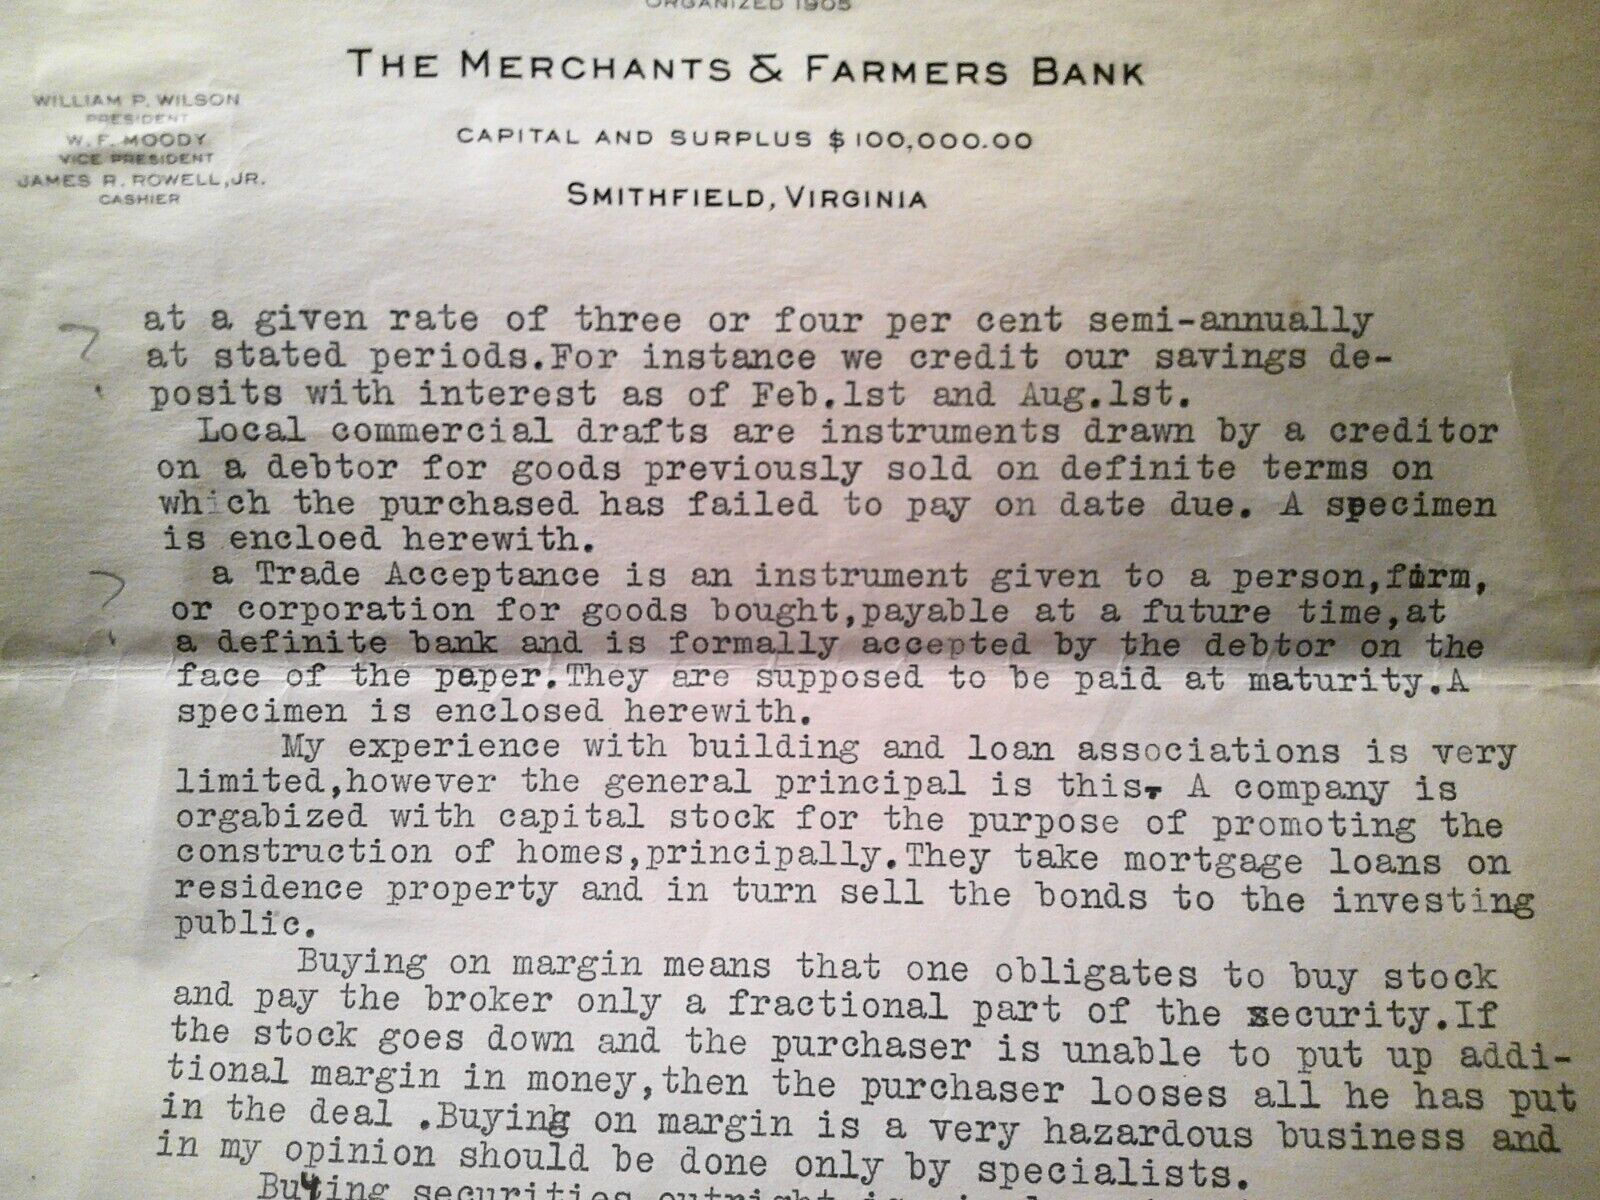 ORGANIZED 1905
THE MERCHANTS & FARMERS BANK
WILLIAM P. WILSON
PRESIDENT
W. F. MOODY
VICE PRESIDENT
JAMES R. ROWELL, JR.
CASHIER
CAPITAL AND SURPLUS $100,000.00
SMITHFIELD, VIRGINIA
at a given rate of three or four per cent semi-annually
? at stated periods.For instance we credit our savings de-
posits with interest as of Feb.1st and Aug.1st.
Local commercial drafts are instruments drawn by a creditor
on a debtor for goods previously sold on definite terms on
which the purchased has failed to pay on date due. A specimen
is encloed herewith.
? a Trade Acceptance is an instrument given to a person,firm,
or corporation for goods bought,payable at a future time,at
a definite bank and is formally accepted by the debtor on the
face of the paper.They are supposed to be paid at maturity.A
specimen is enclosed herewith.
My experience with building and loan associations is very
limited,however the general principal is this. A company is
orgabized with capital stock for the purpose of promoting the
construction of homes,principally.They take mortgage loans on
residence property and in turn sell the bonds to the investing
public.
Buying on margin means that one obligates to buy stock
and pay the broker only a fractional part of the security.If
the stock goes down and the purchaser is unable to put up addi-
tional margin in money,then the purchaser looses all he has put
in the deal .Buying on margin is a very hazardous business and
in my opinion should be done only by specialists.
Buying securities outright is